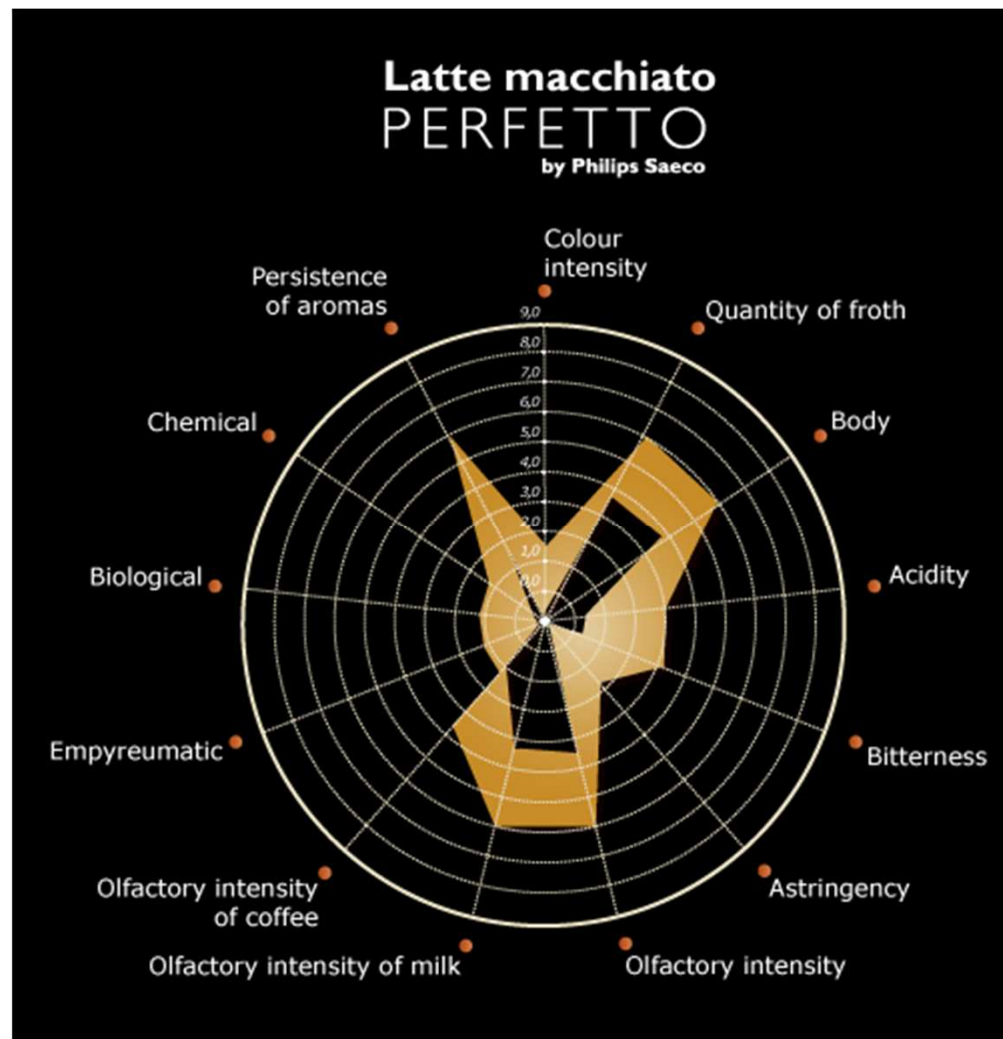 Latte macchiato
PERFETTO
by Philips Saeco
Colour
intensity
Persistence
of aromas
Quantity of froth
9,0
8,0
7,0
6,0
5,0
4,0
3,0
2,0
1,0
0,0
Chemical
Body
Biological
Acidity
Empyreumatic
Bitterness
Olfactory intensity
of coffee
Astringency
Olfactory intensity of milk
Olfactory intensity